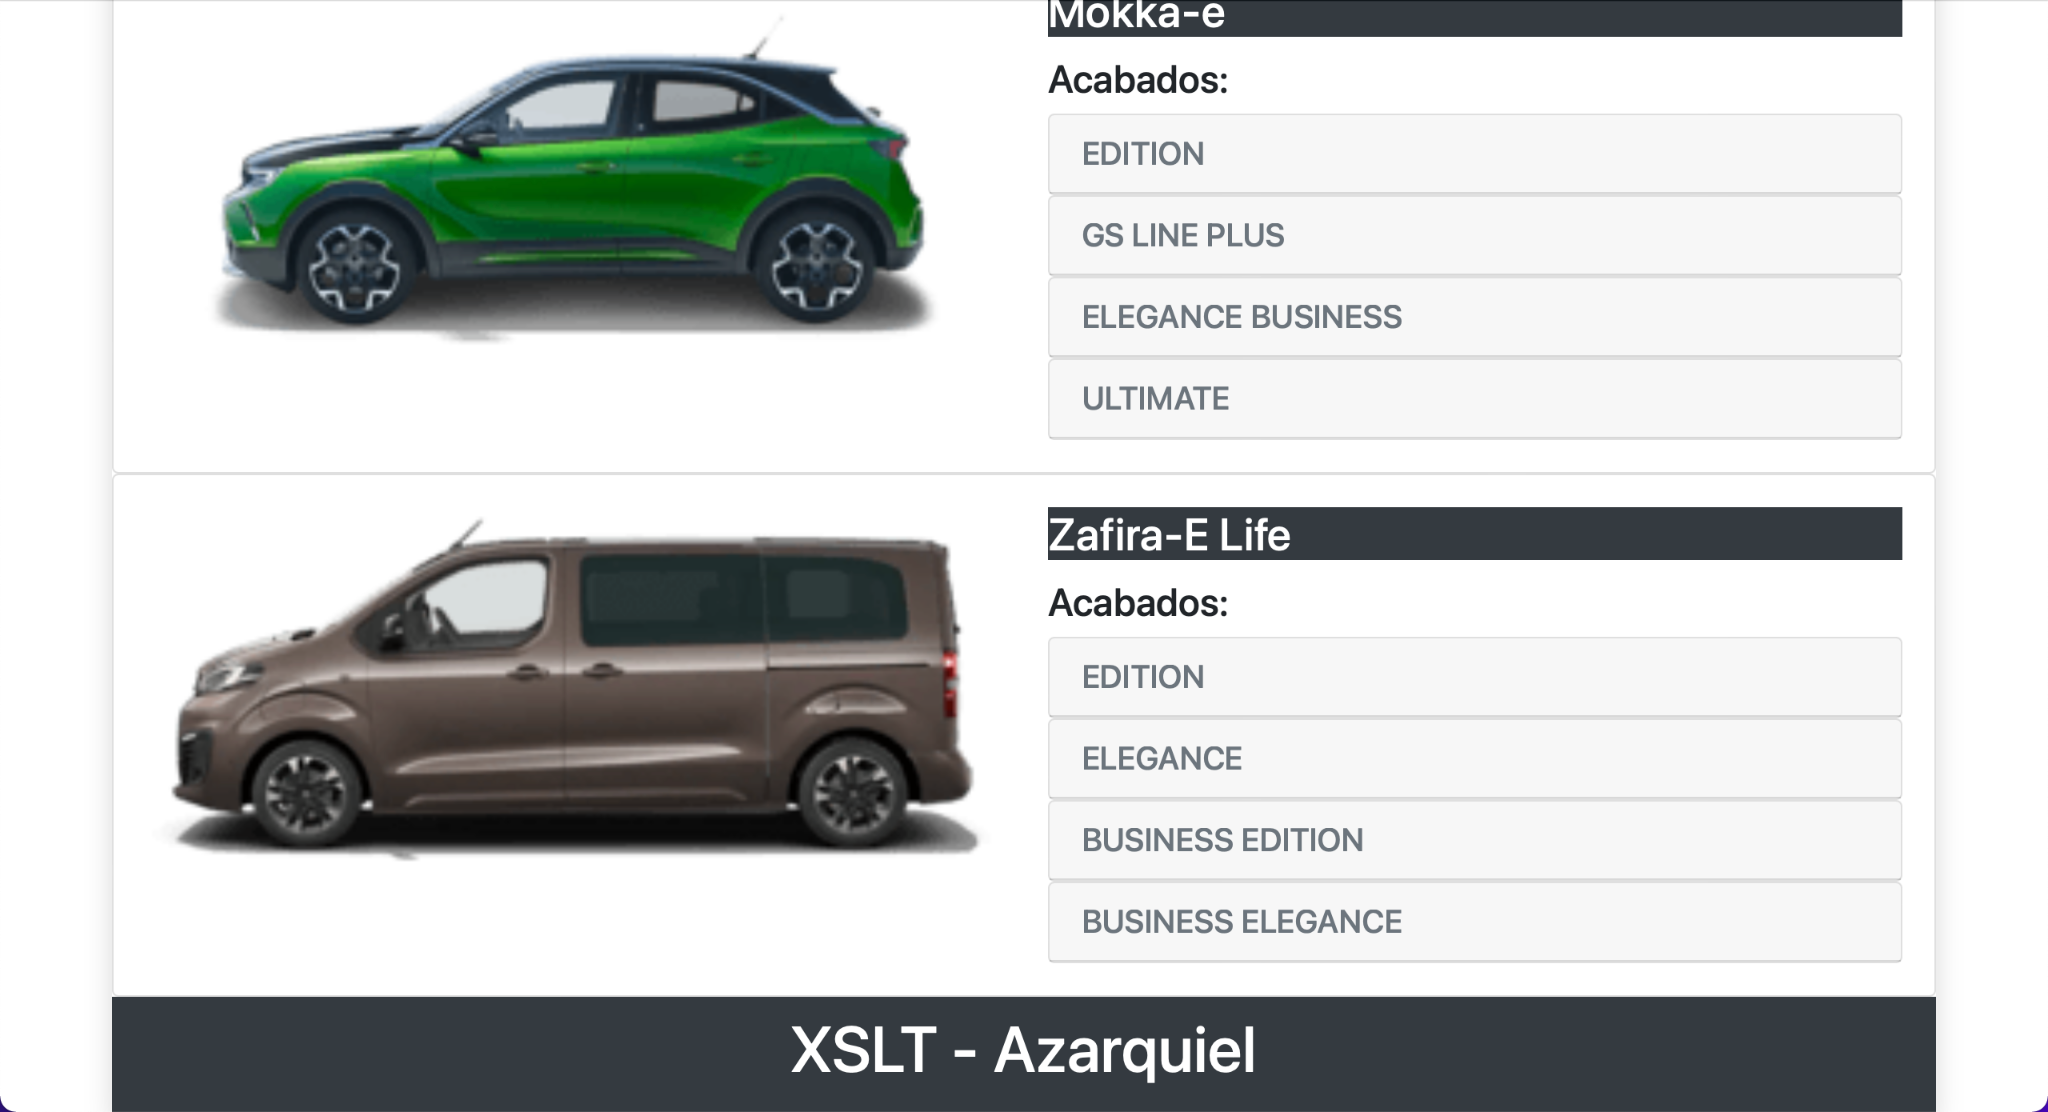 Mokka-e
Acabados:
EDITION
GS LINE PLUS
ELEGANCE BUSINESS
ULTIMATE
Zafira-E Life
Acabados:
EDITION
ELEGANCE
BUSINESS EDITION
BUSINESS ELEGANCE
XSLT - Azarquiel